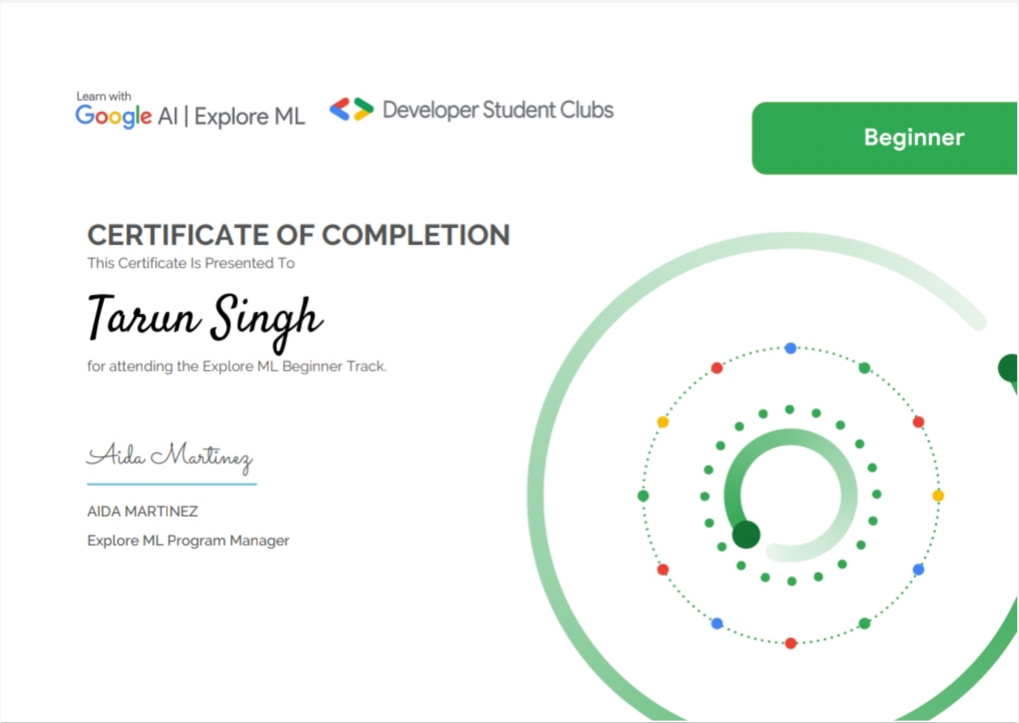 Learn with
Google AI | Explore ML
Developer Student Clubs
Beginner
CERTIFICATE OF COMPLETION
This Certificate Is Presented To
Tarun Singh
for attending the Explore ML Beginner Track.
Aida Martinez
AIDA MARTINEZ
Explore ML Program Manager